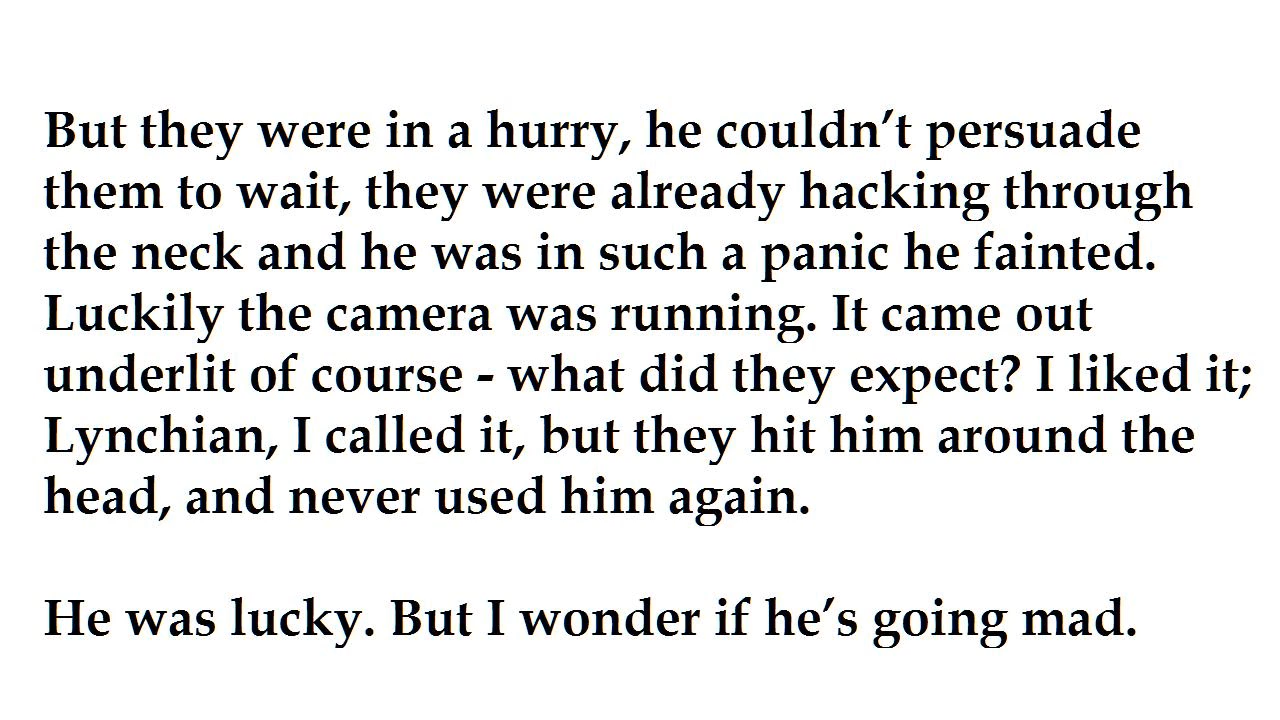 But they were in a hurry, he couldn’t persuade
them to wait, they were already hacking through
the neck and he was in such a panic he fainted.
Luckily the camera was running. It came out
underlit of course - what did they expect? I liked it;
Lynchian, I called it, but they hit him around the
head, and never used him again.
He was lucky. But I wonder if he’s going mad.